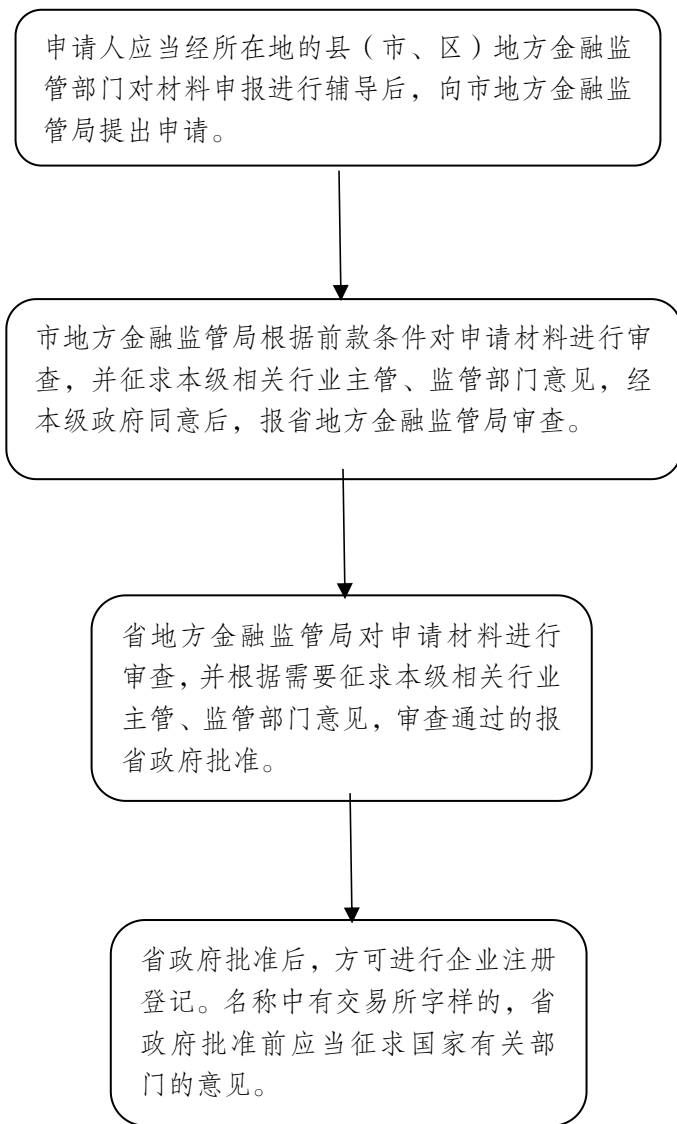 申请人应当经所在地的县（市、区）地方金融监
管部门对材料申报进行辅导后，向市地方金融监
管局提出申请。
市地方金融监管局根据前款条件对申请材料进行审
查，并征求本级相关行业主管、监管部门意见，经
本级政府同意后，报省地方金融监管局审查。
省地方金融监管局对申请材料进行
审查，并根据需要征求本级相关行业
主管、监管部门意见，审查通过的报
省政府批准。
省政府批准后，方可进行企业注册
登记。名称中有交易所字样的，省
政府批准前应当征求国家有关部
门的意见。